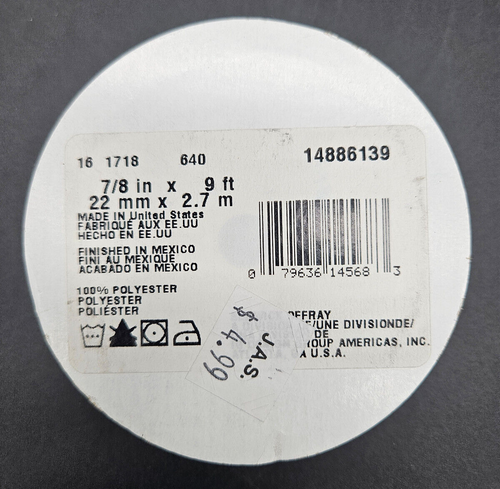 16 1718 640
14886139
7/8 in x 9 ft
22 mm x 2.7 m
MADE IN United States
FABRIQUÉ AUX EE.UU
HECHO EN EE.UU
FINISHED IN MEXICO
FINI AU MEXIQUE
ACABADO EN MEXICO
100% POLYESTER
POLYESTER
POLIÉSTER
0 79636 14568 3
OFFRAY
/UNE DIVISIONDE/
DE
OUP AMERICAS, INC.
U.S.A.
J.A.S.
$ 4.99